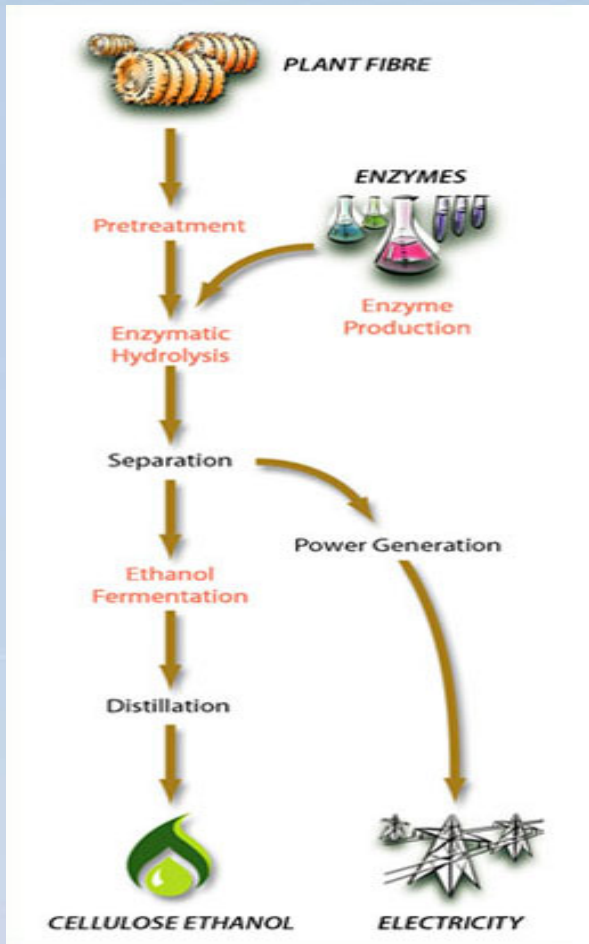 PLANT FIBRE
ENZYMES
Pretreatment
Enzyme
Production
Enzymatic
Hydrolysis
Separation
Power Generation
Ethanol
Fermentation
Distillation
CELLULOSE ETHANOL
ELECTRICITY